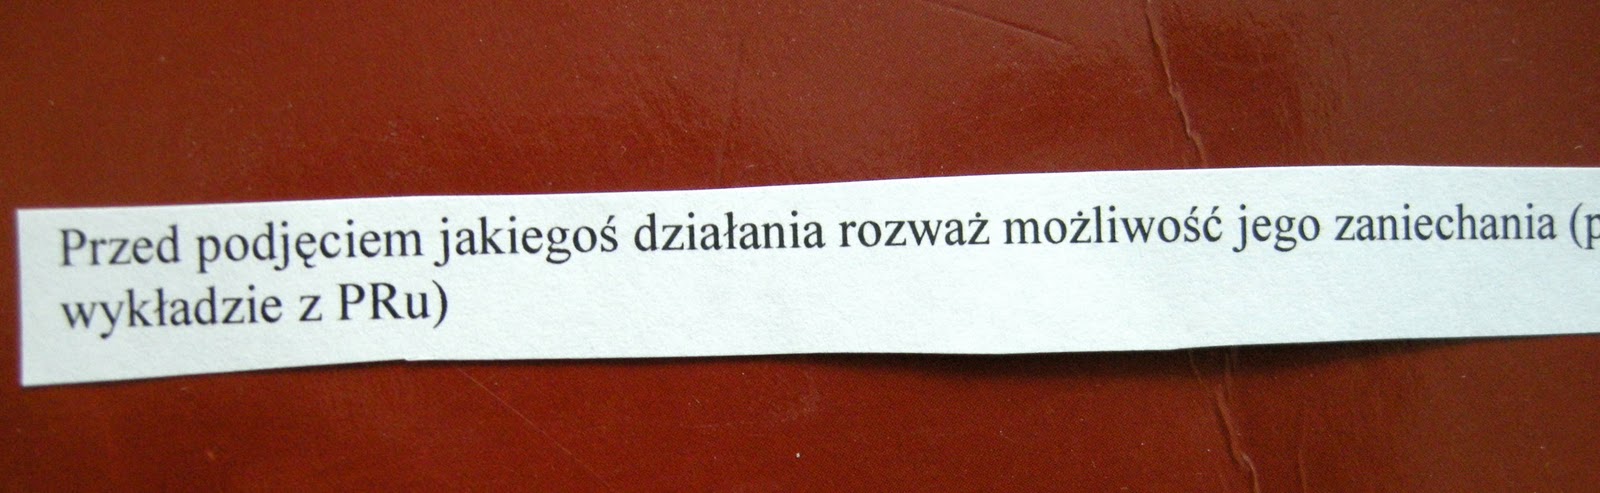 Przed podjęciem jakiegoś działania rozważ możliwość jego zaniechania
wykładzie z PRu)